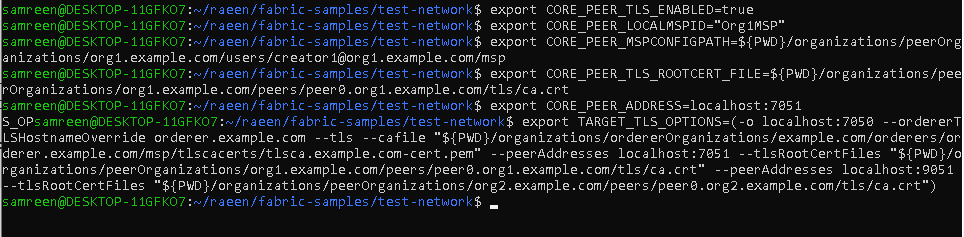 samreen@DESKTOP-11GFKO7:~/raeen/fabric-samples/test-network$ export CORE_PEER_TLS_ENABLED=true
samreen@DESKTOP-11GFKO7:~/raeen/fabric-samples/test-network$ export CORE_PEER_LOCALMSPID="Org1MSP"
samreen@DESKTOP-11GFKO7:~/raeen/fabric-samples/test-network$ export CORE_PEER_MSPCONFIGPATH=${PWD}/organizations/peerOrg
anizations/org1.example.com/users/creator1@org1.example.com/msp
samreen@DESKTOP-11GFKO7:~/raeen/fabric-samples/test-network$ export CORE_PEER_TLS_ROOTCERT_FILE=${PWD}/organizations/pee
rOrganizations/org1.example.com/peers/peer0.org1.example.com/tls/ca.crt
samreen@DESKTOP-11GFKO7:~/raeen/fabric-samples/test-network$ export CORE_PEER_ADDRESS=localhost:7051
S_OPsamreen@DESKTOP-11GFKO7:~/raeen/fabric-samples/test-network$ export TARGET_TLS_OPTIONS=(-o localhost:7050 --ordererT
LSHostnameOverride orderer.example.com --tls --cafile "${PWD}/organizations/ordererOrganizations/example.com/orderers/or
derer.example.com/msp/tlscacerts/tlsca.example.com-cert.pem" --peerAddresses localhost:7051 --tlsRootCertFiles "${PWD}/o
rganizations/peerOrganizations/org1.example.com/peers/peer0.org1.example.com/tls/ca.crt" --peerAddresses localhost:9051
--tlsRootCertFiles "${PWD}/organizations/peerOrganizations/org2.example.com/peers/peer0.org2.example.com/tls/ca.crt")
samreen@DESKTOP-11GFKO7:~/raeen/fabric-samples/test-network$